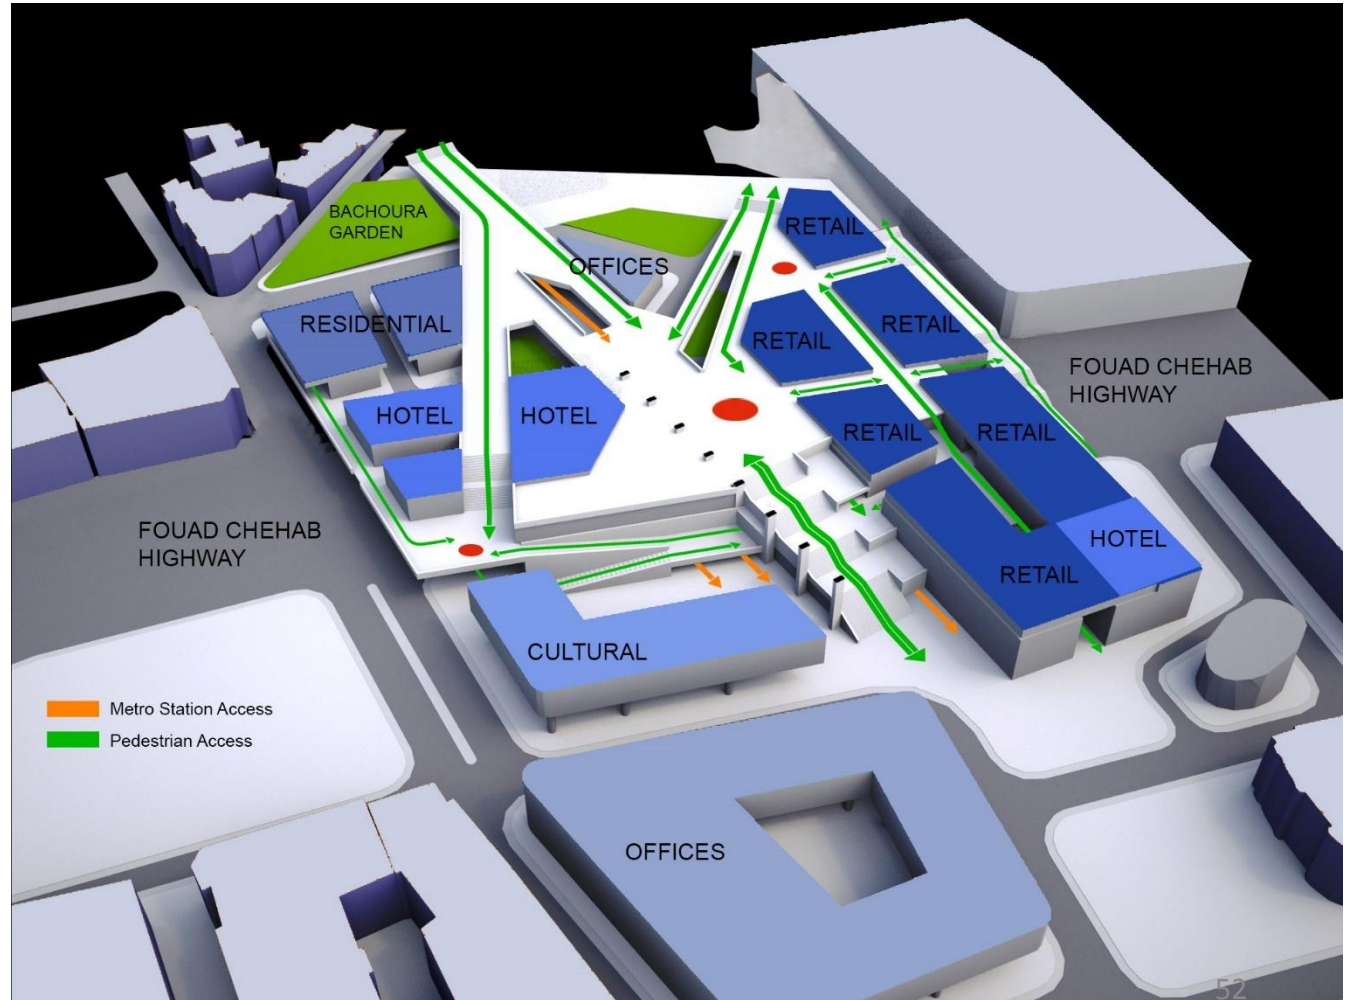 BACHOURA
GARDEN
RETAIL
OFFICES
RESIDENTIAL
RETAIL
RETAIL
FOUAD CHEHAB
HIGHWAY
HOTEL
HOTEL
RETAIL
RETAIL
FOUAD CHEHAB
HIGHWAY
HOTEL
RETAIL
CULTURAL
Metro Station Access
Pedestrian Access
OFFICES
52